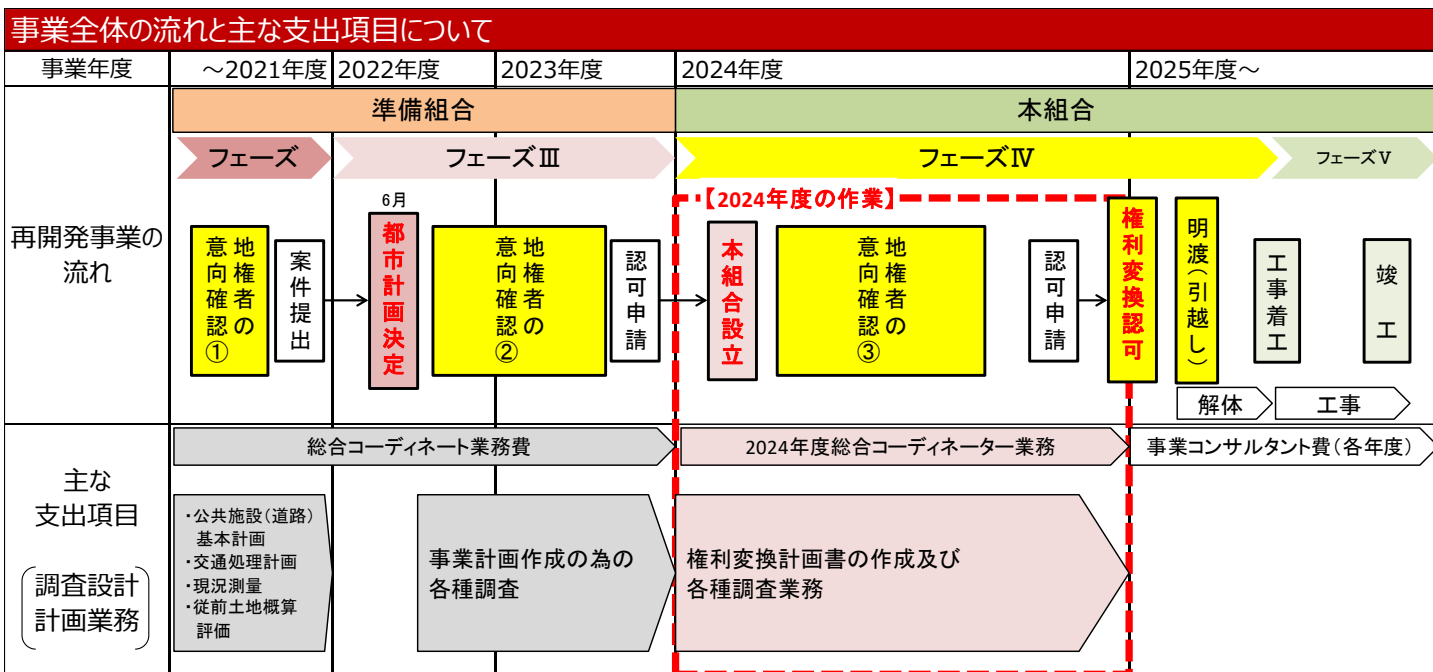 事業全体の流れと主な支出項目について
事業年度
～2021年度
2022年度
2023年度
2024年度
2025年度～
準備組合
本組合
フェーズ
フェーズⅢ
フェーズⅣ
フェーズⅤ
再開発事業の
流れ
【2024年度の作業】
地権者の
意向確認
①
案件提出
6月
都市計画決定
地権者の
意向確認
②
認可申請
本組合設立
地権者の
意向確認
③
認可申請
権利変換認可
明渡（引越し）
工事着工
竣工
解体
工事
主な
支出項目
調査設計
計画業務
総合コーディネート業務費
2024年度総合コーディネーター業務
事業コンサルタント費（各年度）
・公共施設（道路）
基本計画
・交通処理計画
・現況測量
・従前土地概算
評価
事業計画作成の為の
各種調査
権利変換計画書の作成及び
各種調査業務